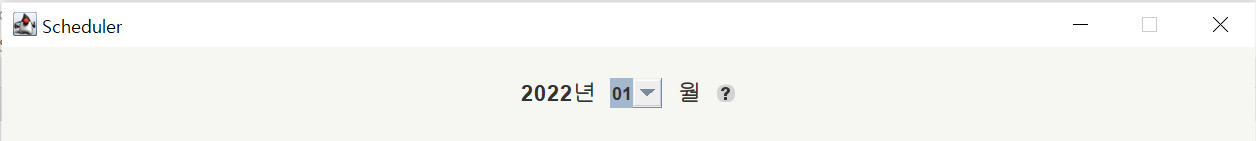 Scheduler
2022년 01 월 ?